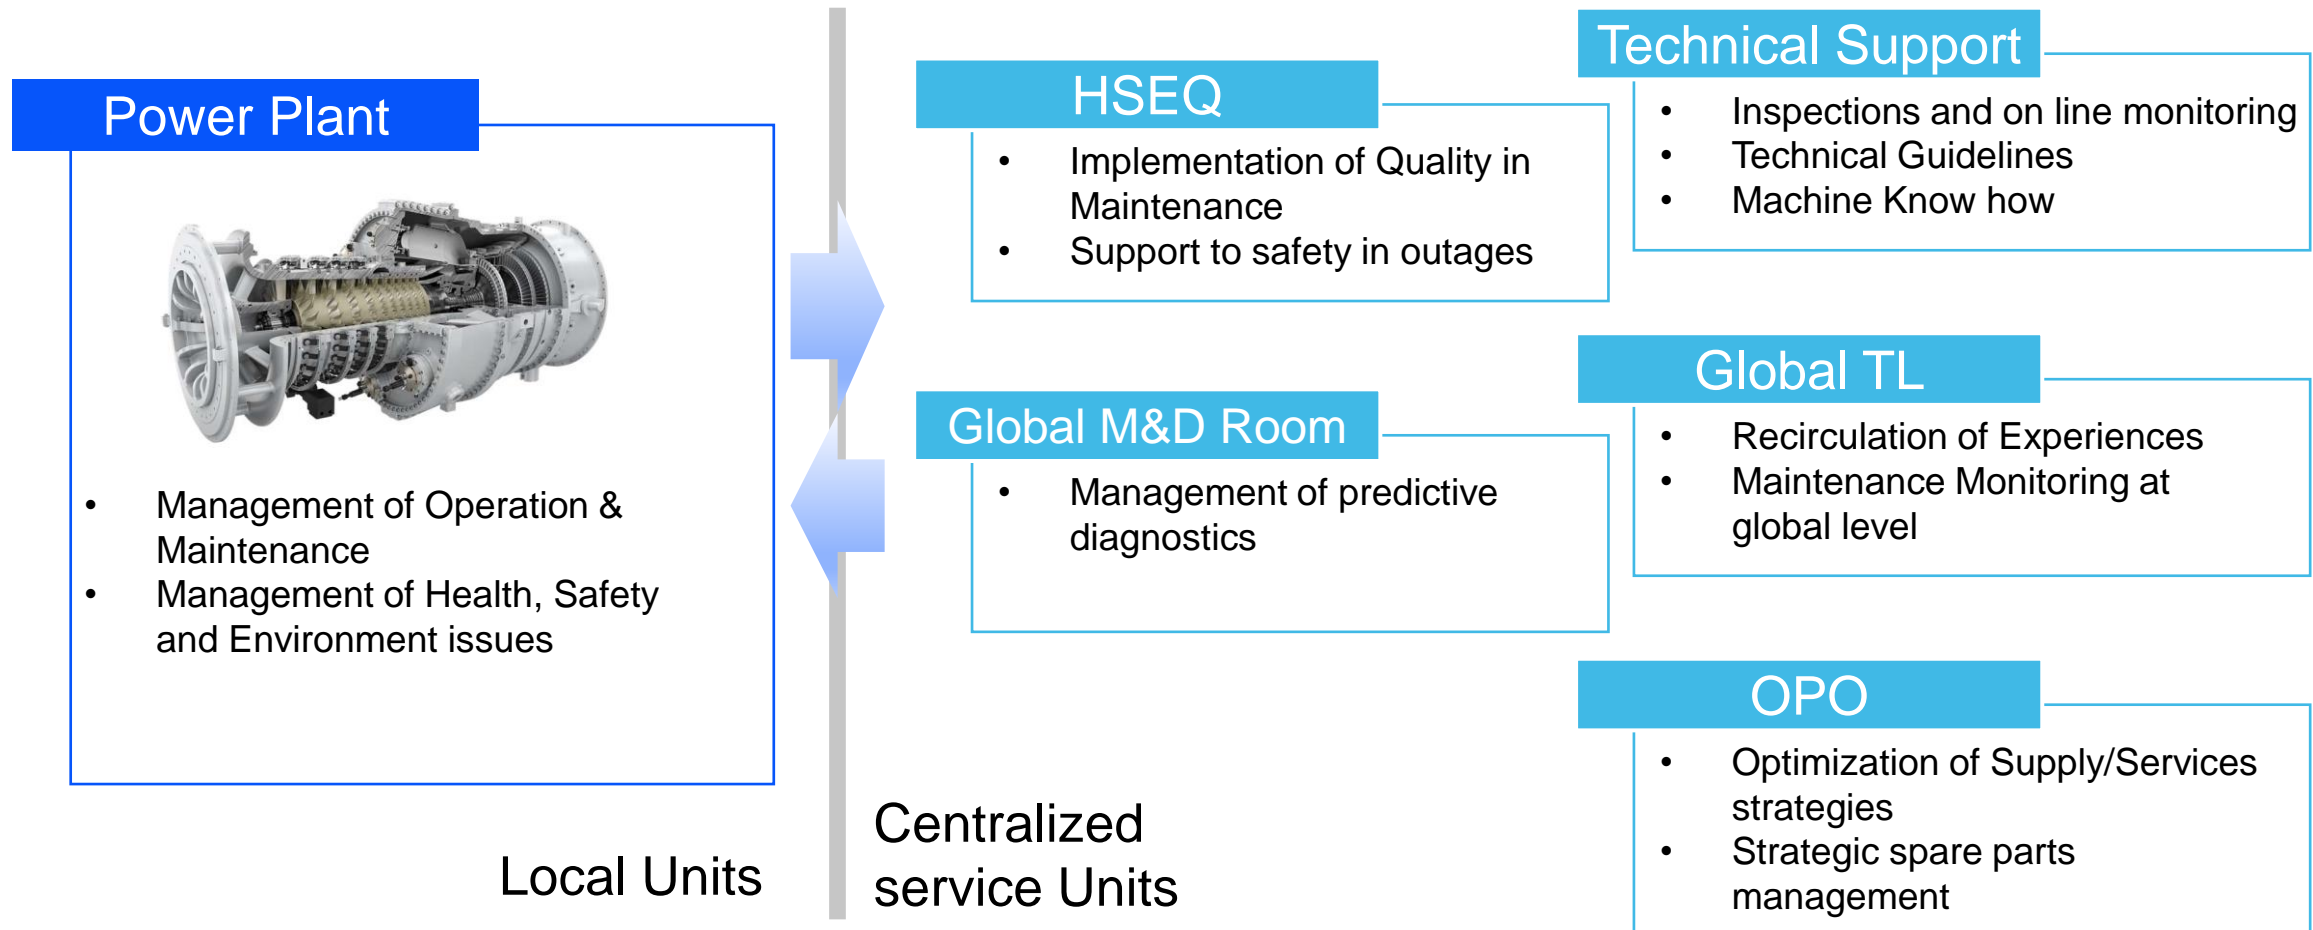 Power Plant
• Management of Operation &
Maintenance
• Management of Health, Safety
and Environment issues
Local Units
HSEQ
• Implementation of Quality in
Maintenance
• Support to safety in outages
Global M&D Room
• Management of predictive
diagnostics
Centralized
service Units
Technical Support
• Inspections and on line monitoring
• Technical Guidelines
• Machine Know how
Global TL
• Recirculation of Experiences
• Maintenance Monitoring at
global level
OPO
• Optimization of Supply/Services
strategies
• Strategic spare parts
management